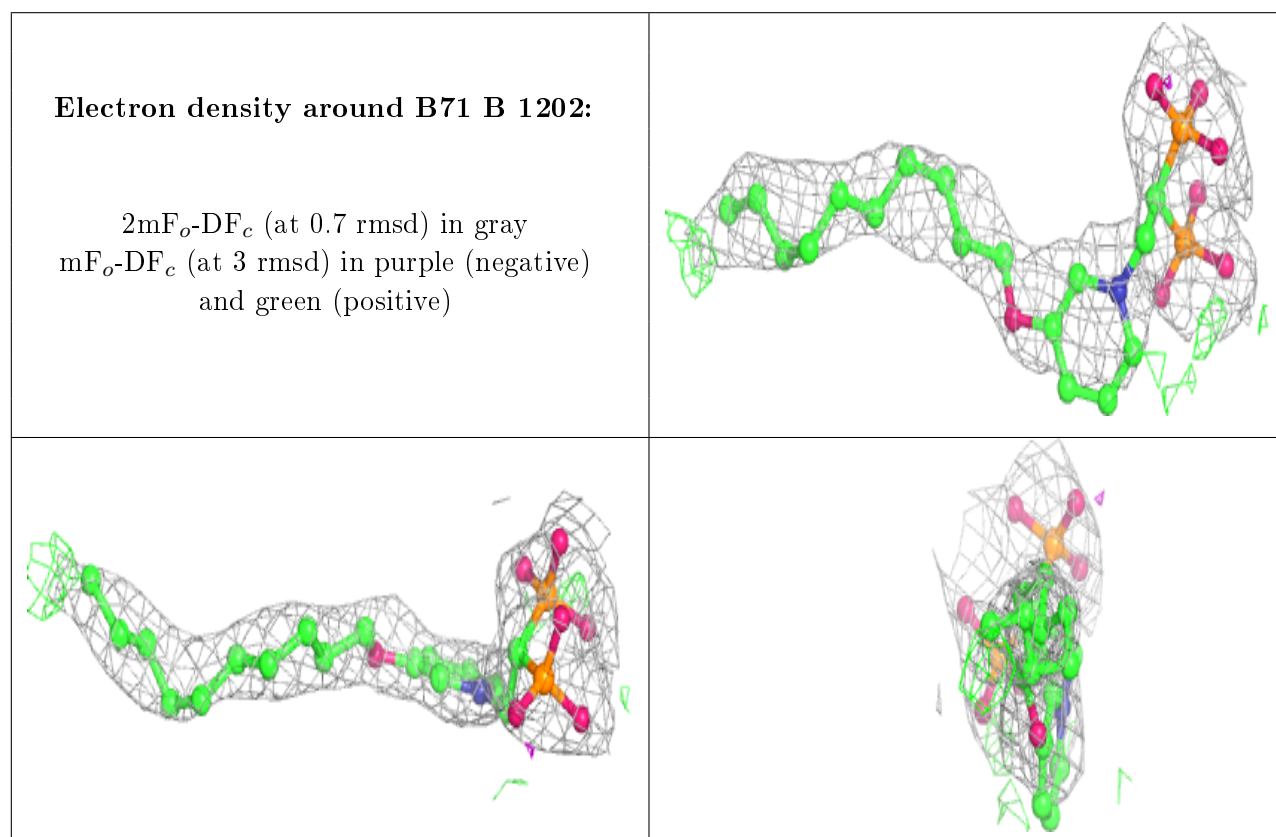 Electron density around B71 B 1202:
2mFo-DFc (at 0.7 rmsd) in gray
mFo-DFc (at 3 rmsd) in purple (negative)
and green (positive)